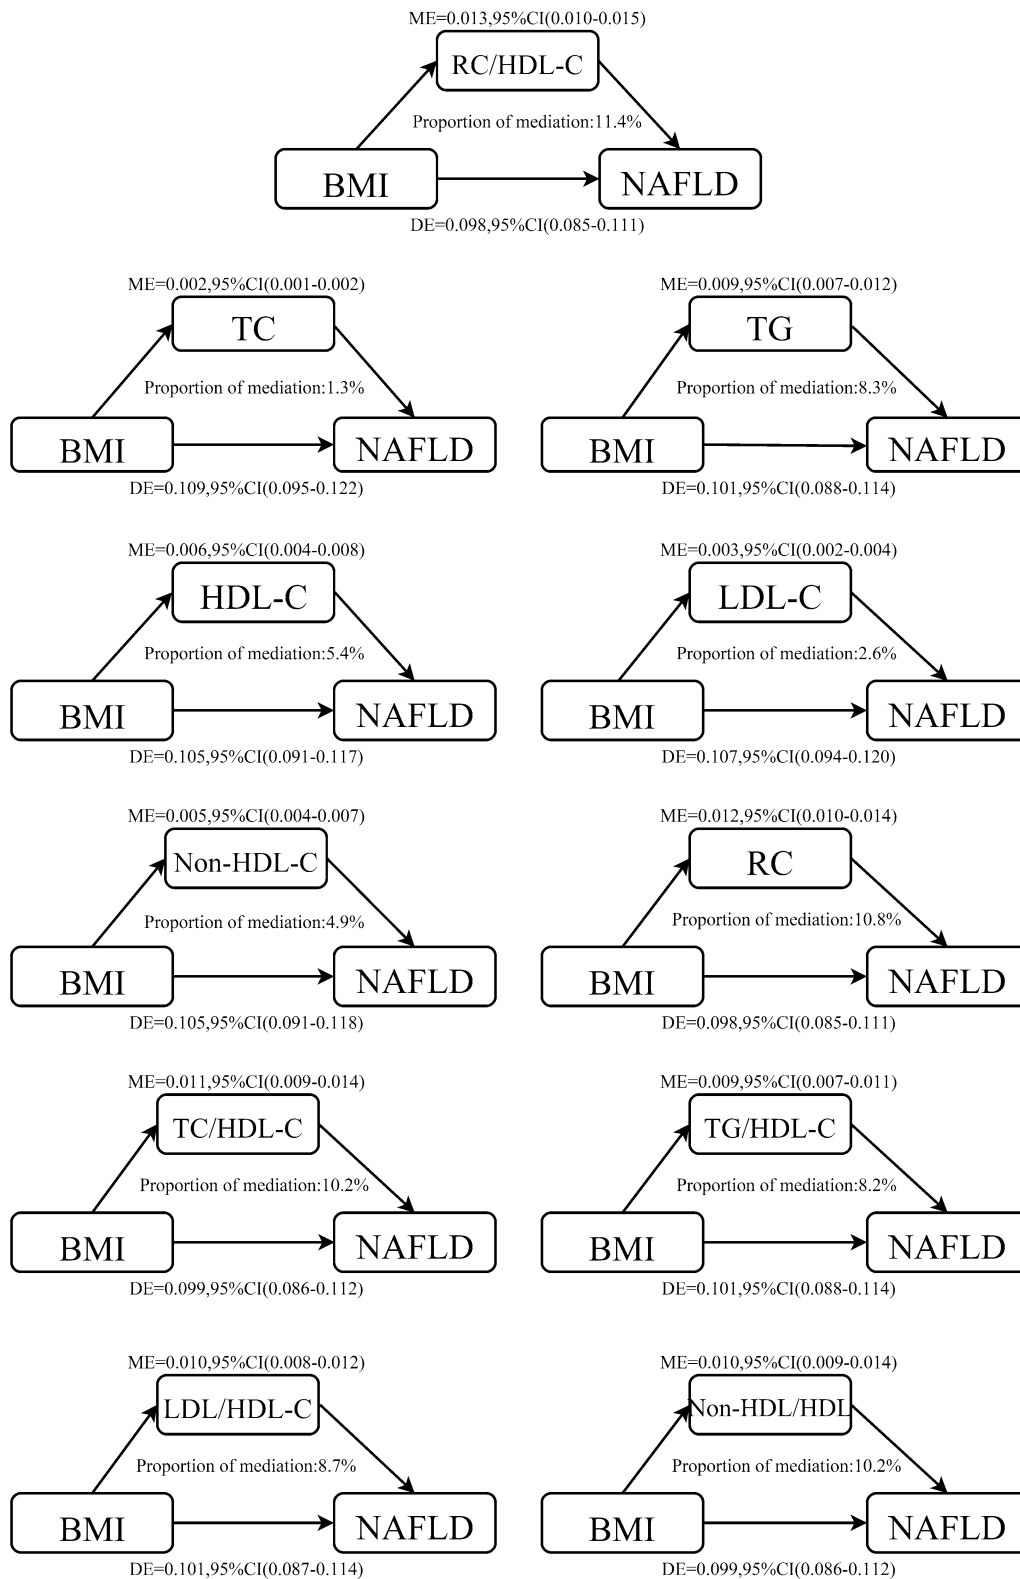 ME=0.013,95%CI(0.010-0.015)
RC/HDL-C
Proportion of mediation:11.4%
BMI
NAFLD
DE=0.098,95%CI(0.085-0.111)
ME=0.002,95%CI(0.001-0.002)
TC
Proportion of mediation:1.3%
BMI
NAFLD
DE=0.109,95%CI(0.095-0.122)
ME=0.009,95%CI(0.007-0.012)
TG
Proportion of mediation:8.3%
BMI
NAFLD
DE=0.101,95%CI(0.088-0.114)
ME=0.006,95%CI(0.004-0.008)
HDL-C
Proportion of mediation:5.4%
BMI
NAFLD
DE=0.105,95%CI(0.091-0.117)
ME=0.003,95%CI(0.002-0.004)
LDL-C
Proportion of mediation:2.6%
BMI
NAFLD
DE=0.107,95%CI(0.094-0.120)
ME=0.005,95%CI(0.004-0.007)
Non-HDL-C
Proportion of mediation:4.9%
BMI
NAFLD
DE=0.105,95%CI(0.091-0.118)
ME=0.012,95%CI(0.010-0.014)
RC
Proportion of mediation:10.8%
BMI
NAFLD
DE=0.098,95%CI(0.085-0.111)
ME=0.011,95%CI(0.009-0.014)
TC/HDL-C
Proportion of mediation:10.2%
BMI
NAFLD
DE=0.099,95%CI(0.086-0.112)
ME=0.009,95%CI(0.007-0.011)
TG/HDL-C
Proportion of mediation:8.2%
BMI
NAFLD
DE=0.101,95%CI(0.088-0.114)
ME=0.010,95%CI(0.008-0.012)
LDL/HDL-C
Proportion of mediation:8.7%
BMI
NAFLD
DE=0.101,95%CI(0.087-0.114)
ME=0.010,95%CI(0.009-0.014)
Non-HDL/HDL
Proportion of mediation:10.2%
BMI
NAFLD
DE=0.099,95%CI(0.086-0.112)